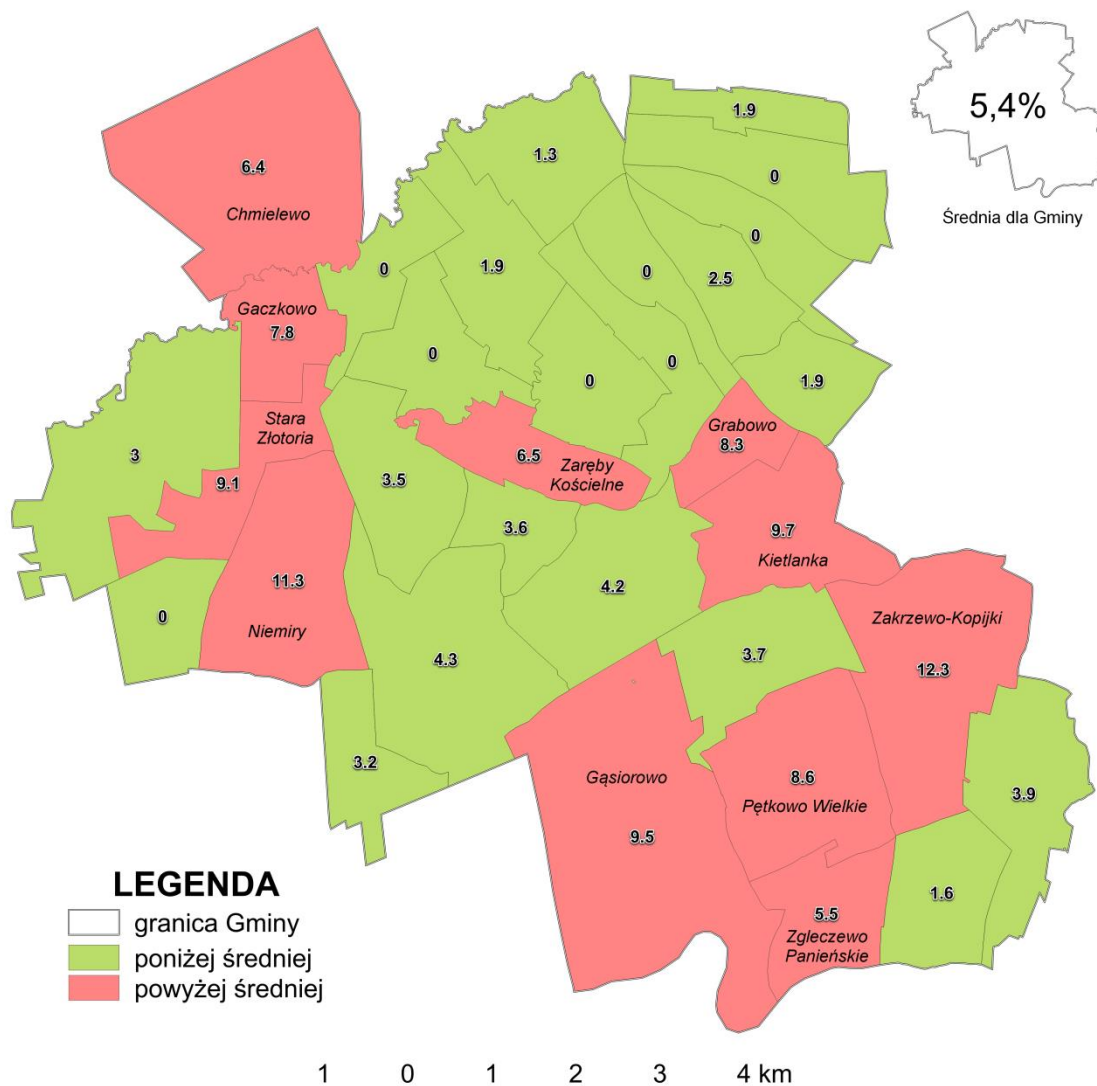 5,4%
Średnia dla Gminy
1.9
1.3
0
6.4
Chmielewo
0
0
1.9
0
2.5
Gaczkowo
7.8
0
0
0
1.9
Stara
Złotoria
Grabowo
8.3
3
6.5
Zaręby
Kościelne
3.5
9.1
3.6
9.7
Kietlanka
11.3
4.2
0
Niemiry
Zakrzewo-Kopijki
4.3
3.7
12.3
3.2
Gąsiorowo
8.6
3.9
Pętkowo Wielkie
9.5
LEGENDA
1.6
granica Gminy
5.5
Zgleczewo
Panieńskie
poniżej średniej
powyżej średniej
1 0 1 2 3 4 km